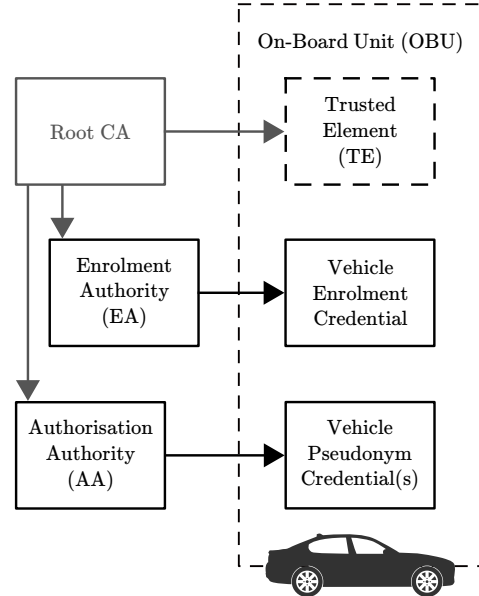 On-Board Unit (OBU)
Root CA
Trusted
Element
(TE)
Enrolment
Authority
(EA)
Vehicle
Enrolment
Credential
Authorisation
Authority
(AA)
Vehicle
Pseudonym
Credential(s)